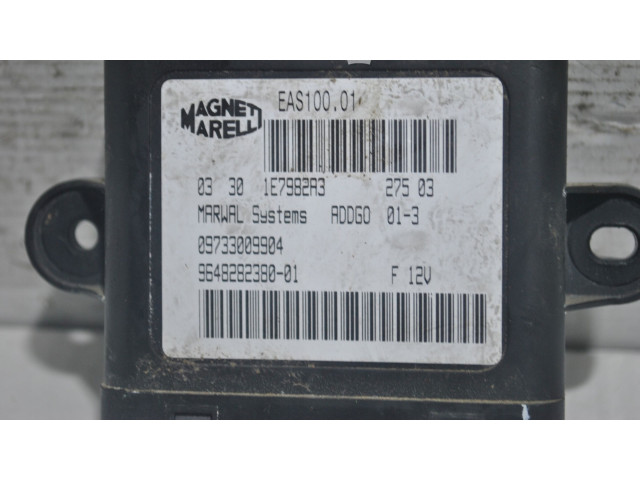 MAGNETI
MARELLI
EAS100.01
03 30 1E7982A3 275 03
MARWAL Systems ADDGO 01-3
09733009904
9648282380-01 F 12V